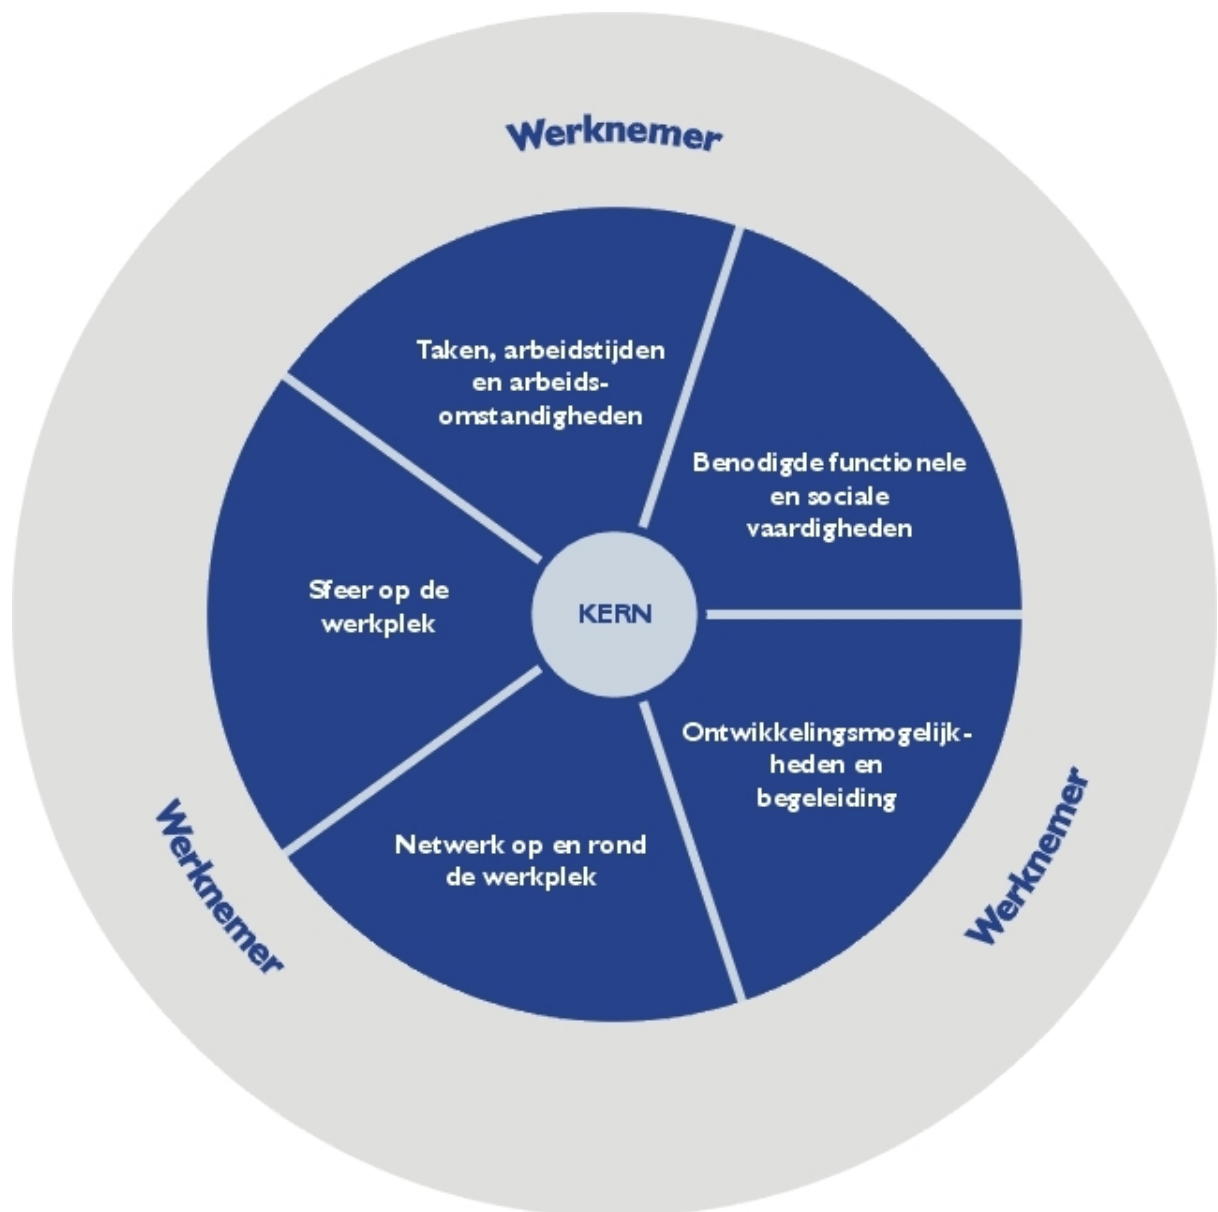 Werknemer
Taken, arbeidstijden
en arbeids-
omstandigheden
Benodigde functionele
en sociale
vaardigheden
Sfeer op de
werkplek
KERN
Ontwikkelingsmogelijk-
heden en
begeleiding
Netwerk op en rond
de werkplek
Werknemer
Werknemer